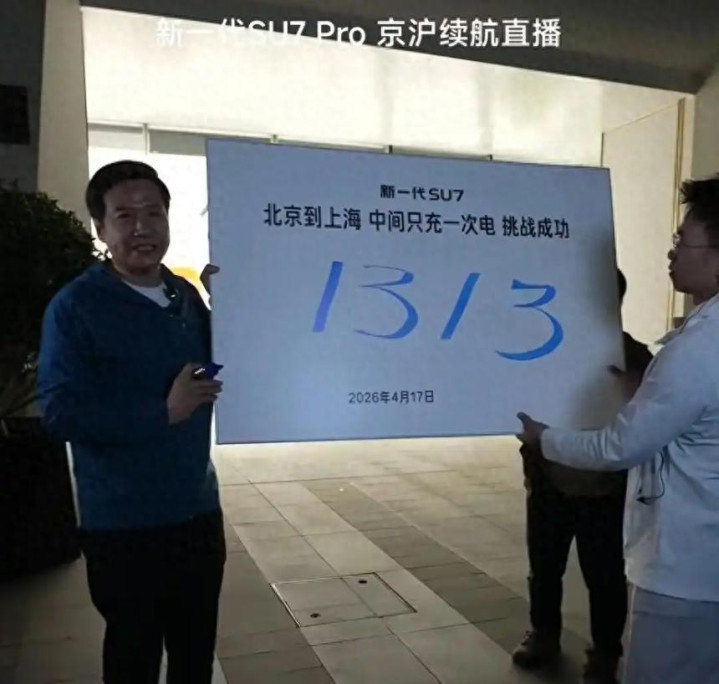 新一代SU7 Pro 京沪续航直播
新一代SU7
北京到上海 中间只充一次电 挑战成功
1313
2026年4月17日